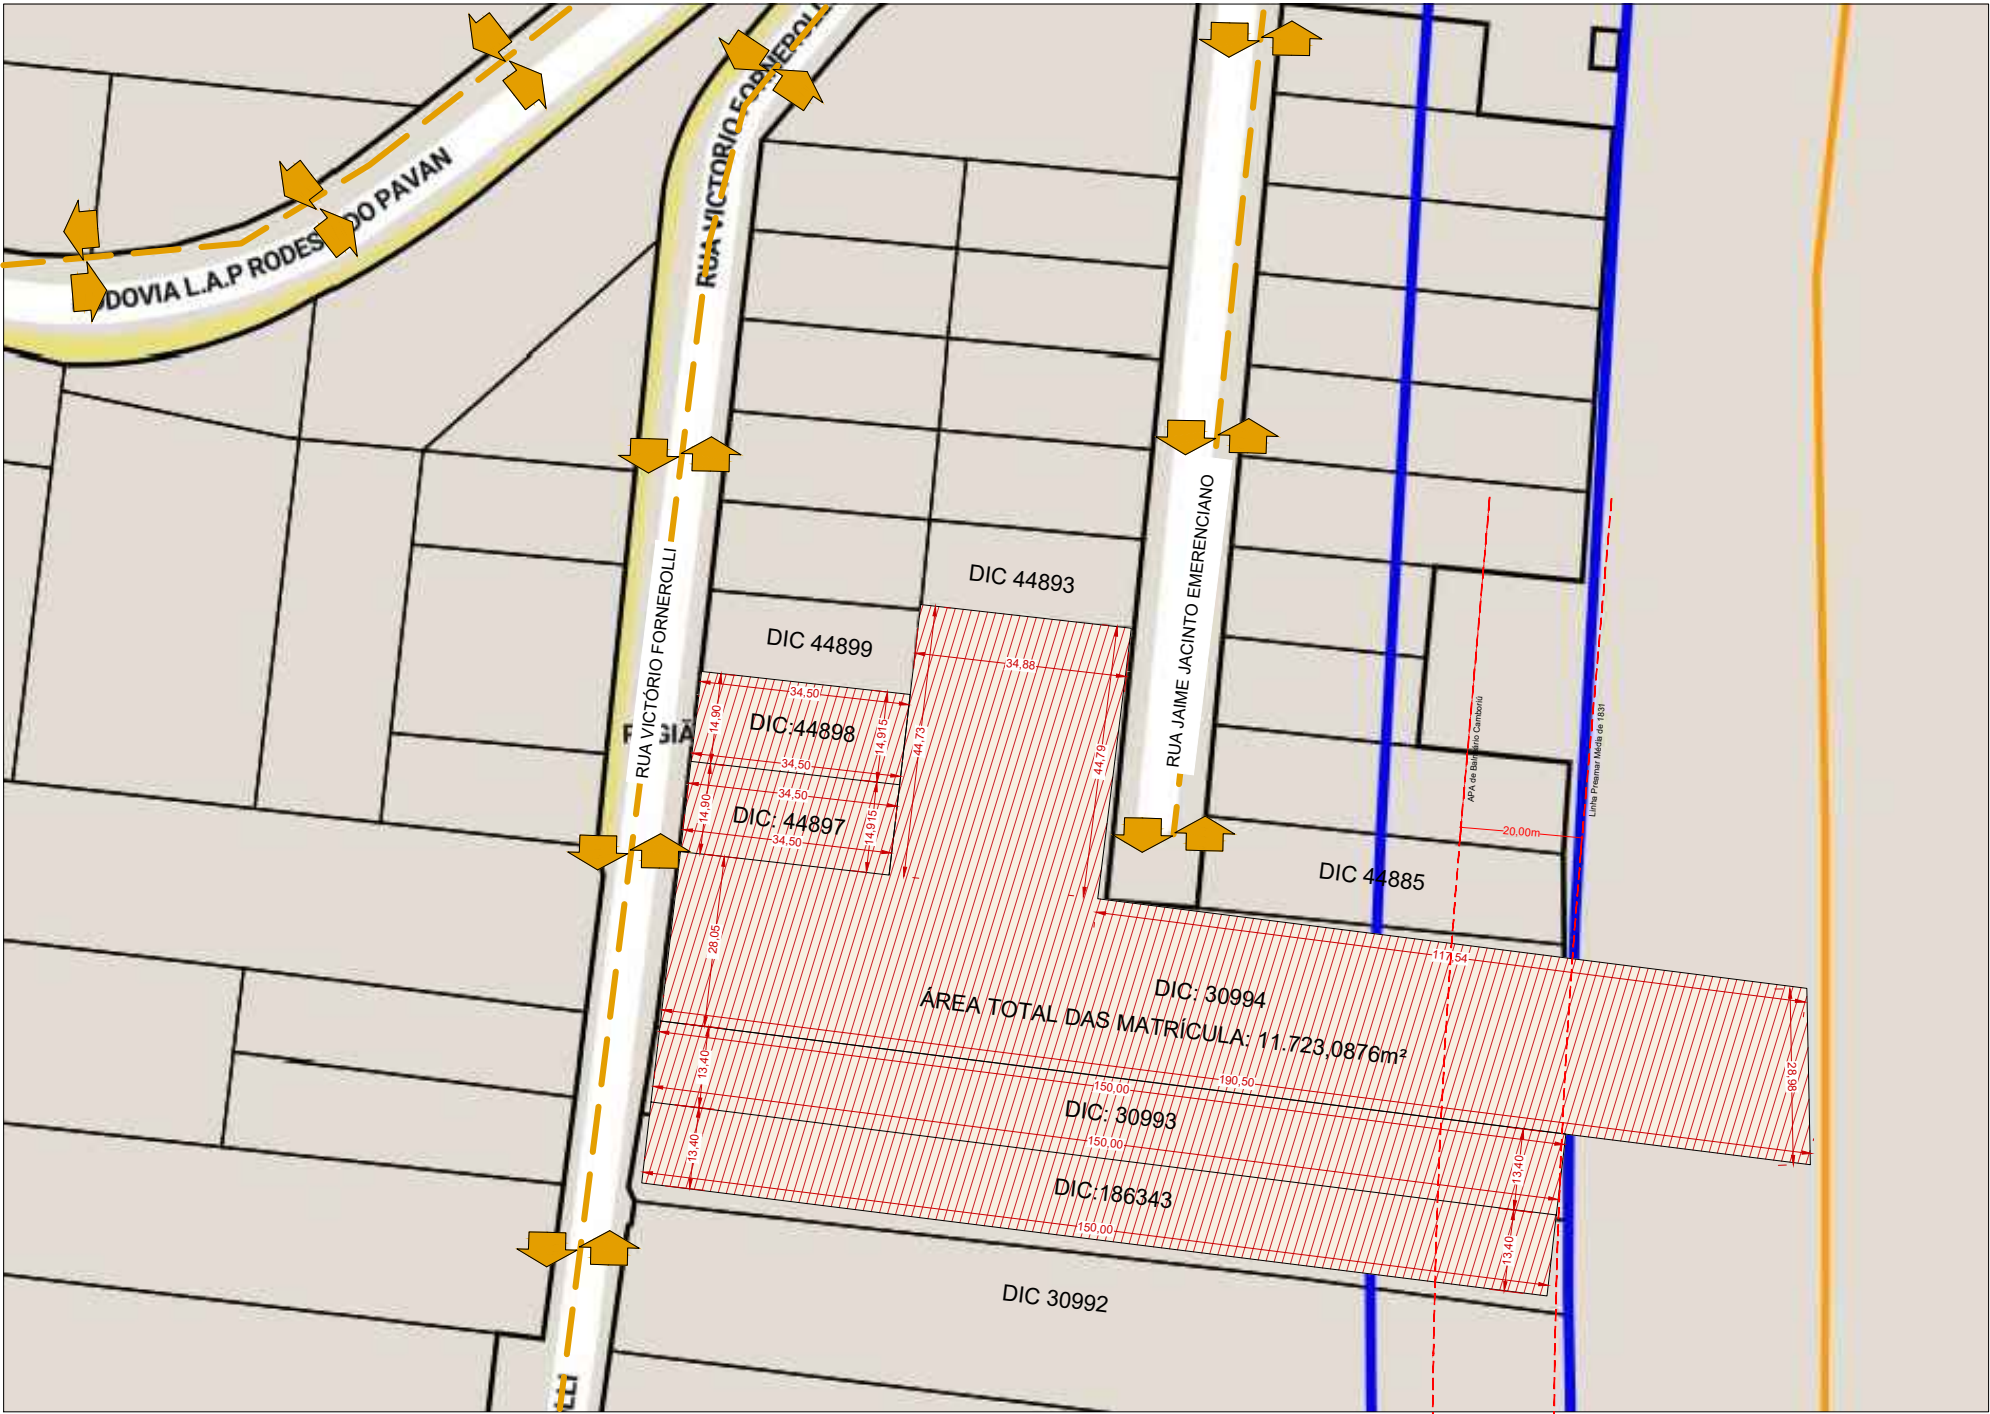 RUA VICTORIO FORNEROLLI
DOVIA L.A.P RODES DO PAVAN
DIC 44893
RUA JAIME JACINTO EMERENCIANO
RUA VICTÓRIO FORNEROLLI
DIC 44899
34,88
34,50
14,90
DIC:44898
14,915
44,73
44,79
34,50
34,50
14,90
DIC: 44897
14,915
34,50
APA de Balneário Camboriú
Linha Preamar Média de 1831
20,00m
DIC 44885
28,05
117,54
DIC: 30994
ÁREA TOTAL DAS MATRÍCULA: 11.723,0876m²
28,98
190,50
13,40
150,00
DIC: 30993
150,00
13,40
13,40
DIC:186343
150,00
13,40
DIC 30992
LLI